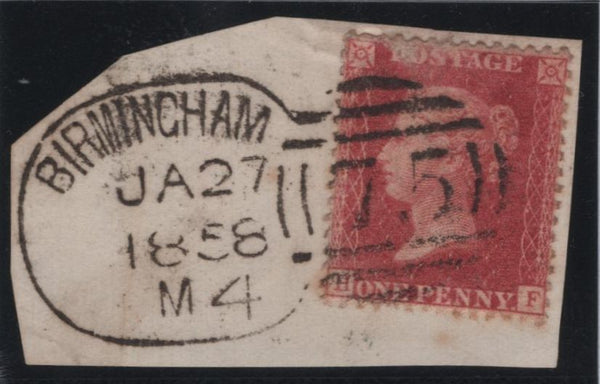 BIRMINGHAM
JA 27
1858
M 4
POSTAGE
75
H ONE PENNY F